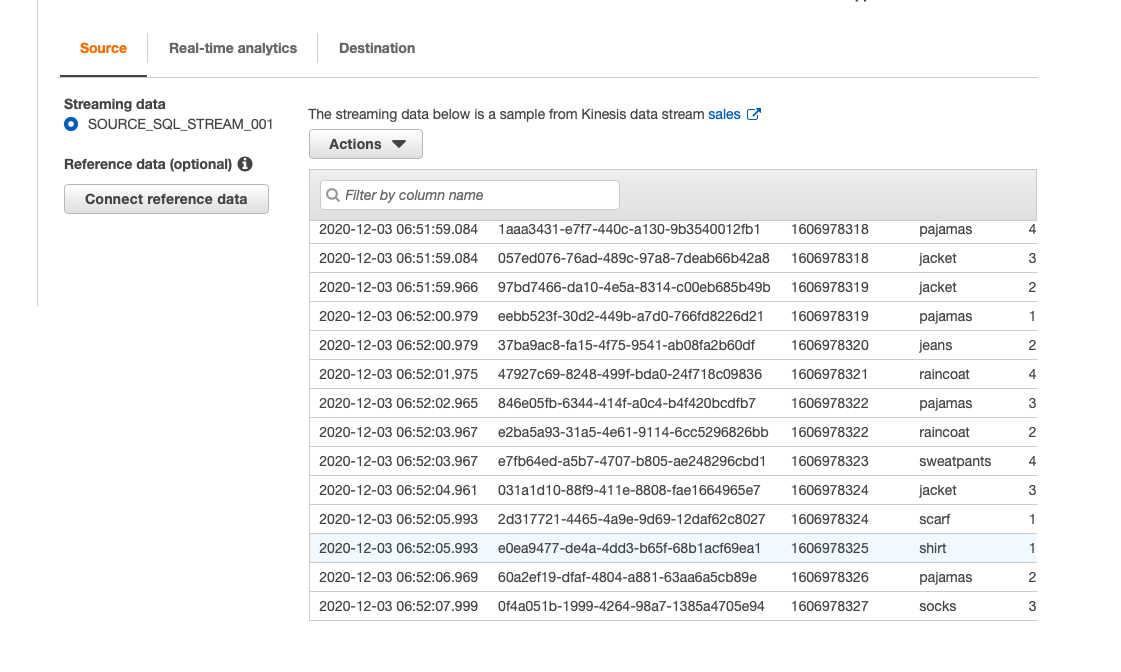 Source Real-time analytics Destination
Streaming data
SOURCE_SQL_STREAM_001
Reference data (optional)
Connect reference data
The streaming data below is a sample from Kinesis data stream sales
Actions
Filter by column name
2020-12-03 06:51:59.084 1aaa3431-e7f7-440c-a130-9b3540012fb1 1606978318 pajamas 4
2020-12-03 06:51:59.084 057ed076-76ad-489c-97a8-7deab66b42a8 1606978318 jacket 3
2020-12-03 06:51:59.966 97bd7466-da10-4e5a-8314-c00eb685b49b 1606978319 jacket 2
2020-12-03 06:52:00.979 eebb523f-30d2-449b-a7d0-766fd8226d21 1606978319 pajamas 1
2020-12-03 06:52:00.979 37ba9ac8-fa15-4f75-9541-ab08fa2b60df 1606978320 jeans 2
2020-12-03 06:52:01.975 47927c69-8248-499f-bda0-24f718c09836 1606978321 raincoat 4
2020-12-03 06:52:02.965 846e05fb-6344-414f-a0c4-b4f420bcdfb7 1606978322 pajamas 3
2020-12-03 06:52:03.967 e2ba5a93-31a5-4e61-9114-6cc5296826bb 1606978322 raincoat 2
2020-12-03 06:52:03.967 e7fb64ed-a5b7-4707-b805-ae248296cbd1 1606978323 sweatpants 4
2020-12-03 06:52:04.961 031a1d10-88f9-411e-8808-fae1664965e7 1606978324 jacket 3
2020-12-03 06:52:05.993 2d317721-4465-4a9e-9d69-12daf62c8027 1606978324 scarf 1
2020-12-03 06:52:05.993 e0ea9477-de4a-4dd3-b65f-68b1acf69ea1 1606978325 shirt 1
2020-12-03 06:52:06.969 60a2ef19-dfaf-4804-a881-63aa6a5cb89e 1606978326 pajamas 2
2020-12-03 06:52:07.999 0f4a051b-1999-4264-98a7-1385a4705e94 1606978327 socks 3